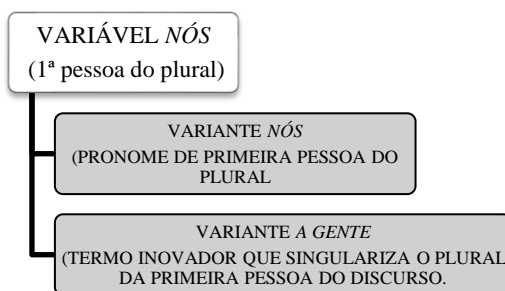 VARIÁVEL NÓS
(1ª pessoa do plural)
VARIANTE NÓS
(PRONOME DE PRIMEIRA PESSOA DO
PLURAL
VARIANTE A GENTE
(TERMO INOVADOR QUE SINGULARIZA O PLURAL
DA PRIMEIRA PESSOA DO DISCURSO.